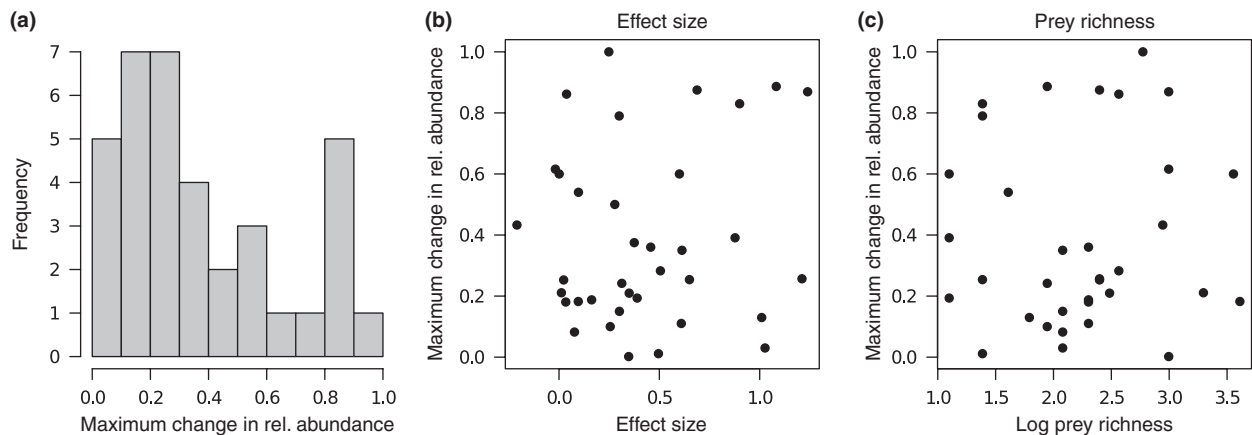 (a)
7
6
5
4
3
2
1
0
Frequency
0.0 0.2 0.4 0.6 0.8 1.0
Maximum change in rel. abundance
(b)
Effect size
1.0
0.8
0.6
0.4
0.2
0.0
Maximum change in rel. abundance
0.0 0.5 1.0
Effect size
(c)
Prey richness
1.0
0.8
0.6
0.4
0.2
0.0
Maximum change in rel. abundance
1.0 1.5 2.0 2.5 3.0 3.5
Log prey richness